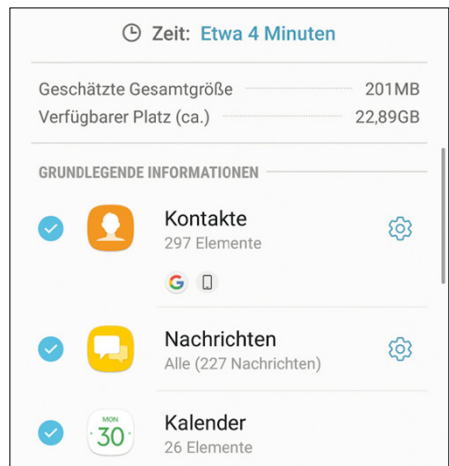 Zeit: Etwa 4 Minuten
Geschätzte Gesamtgröße 201MB
Verfügbarer Platz (ca.) 22,89GB
GRUNDLEGENDE INFORMATIONEN
Kontakte
297 Elemente
G
Nachrichten
Alle (227 Nachrichten)
MON
30
Kalender
26 Elemente